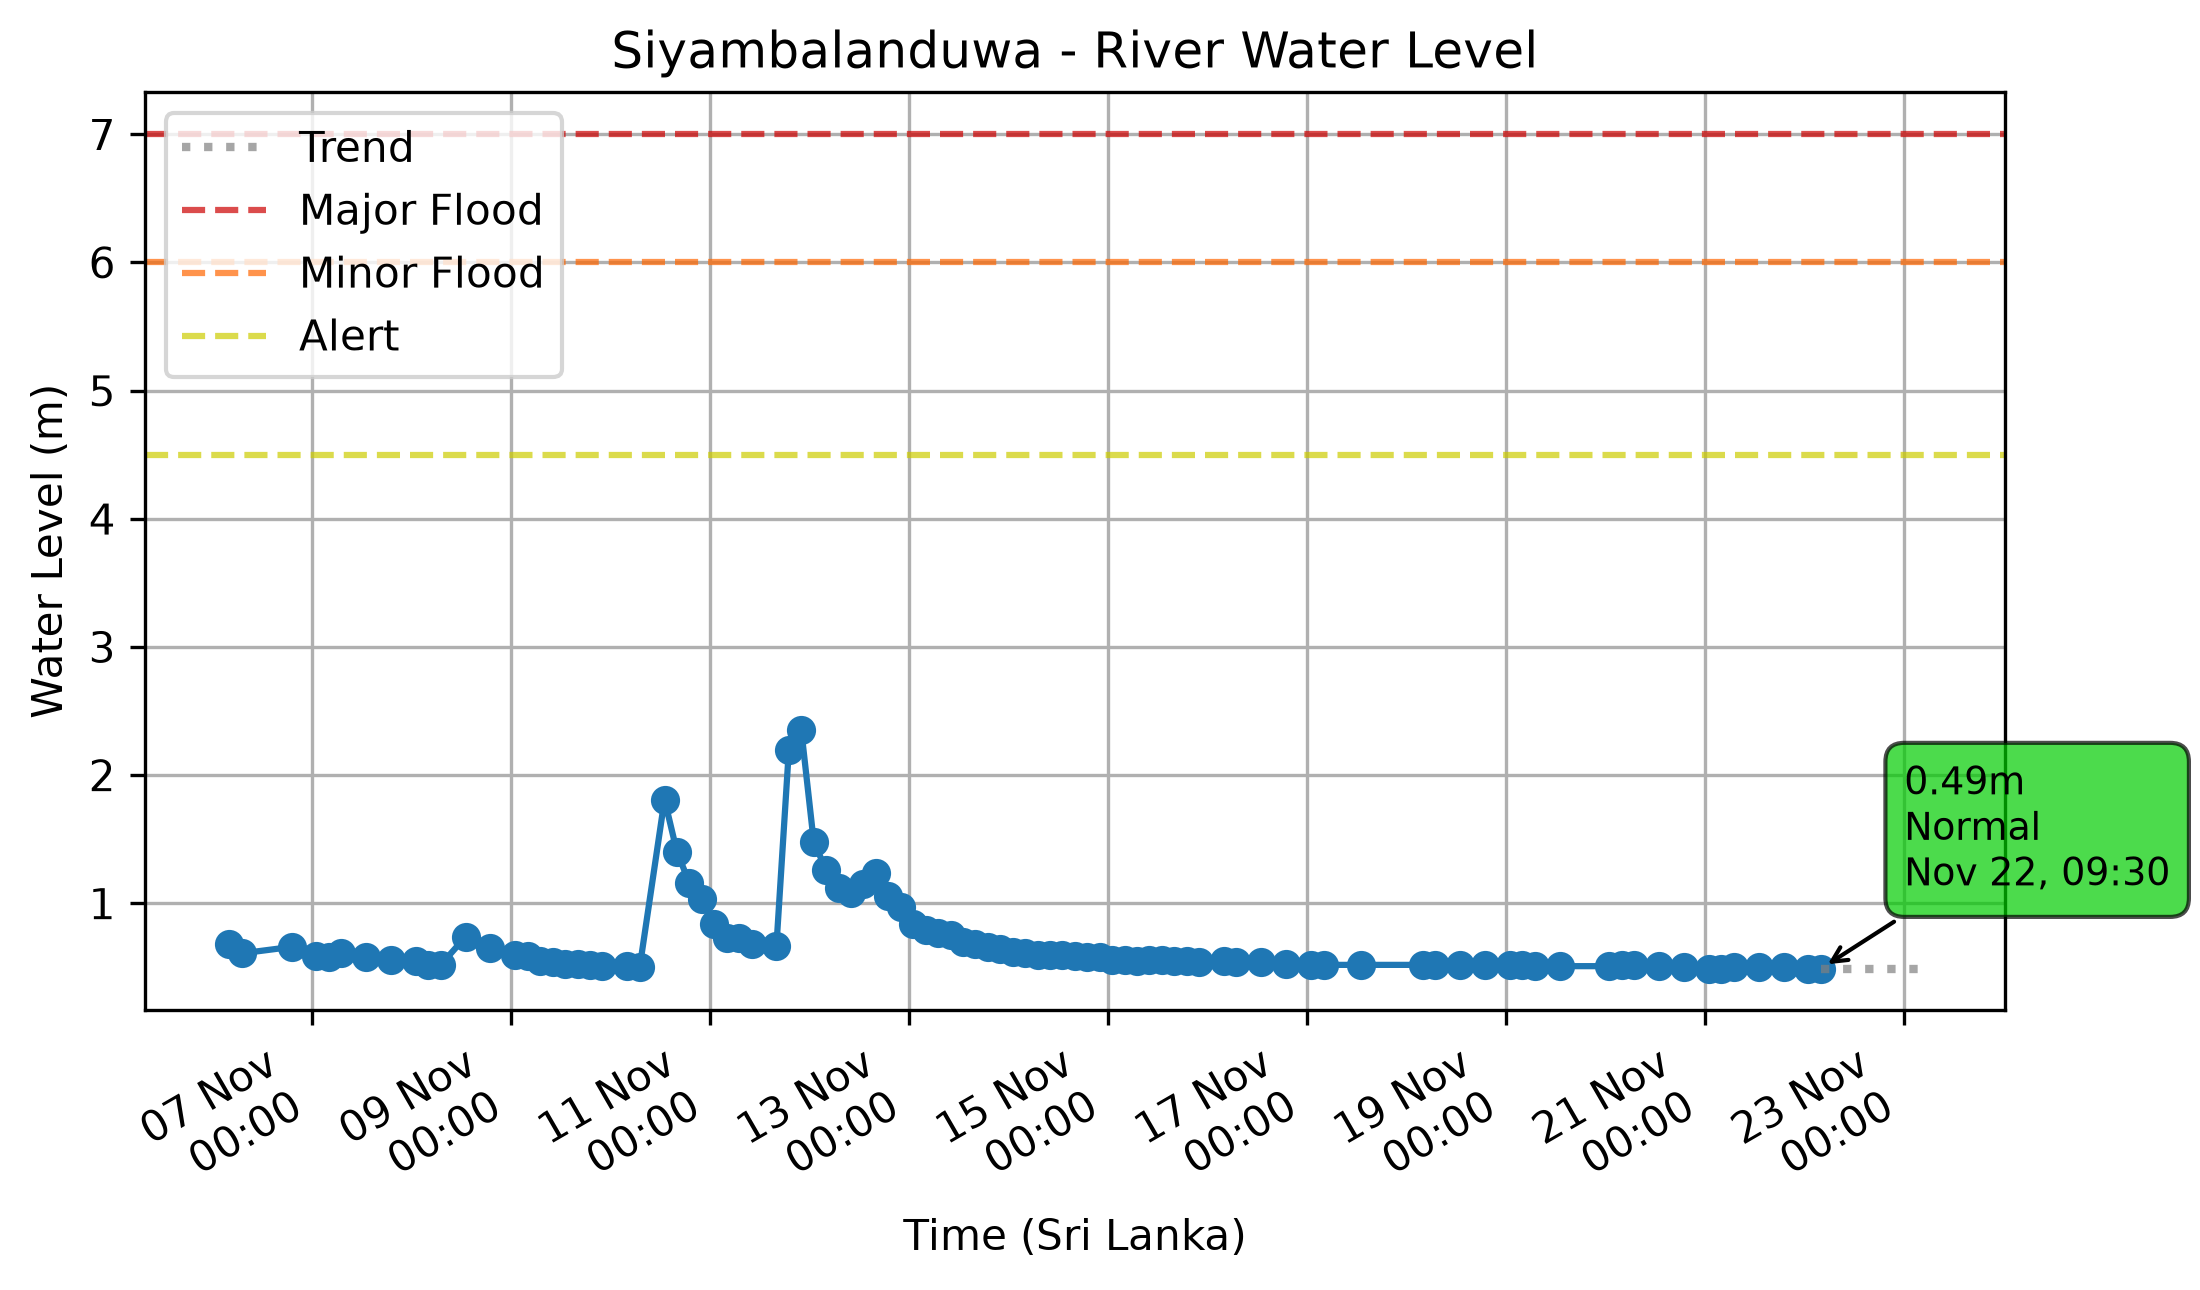 Siyambalanduwa - River Water Level
Trend
Major Flood
Minor Flood
Alert
7
6
5
4
3
2
1
Water Level (m)
0.49m
Normal
Nov 22, 09:30
07 Nov
00:00
09 Nov
00:00
11 Nov
00:00
13 Nov
00:00
15 Nov
00:00
17 Nov
00:00
19 Nov
00:00
21 Nov
00:00
23 Nov
00:00
Time (Sri Lanka)